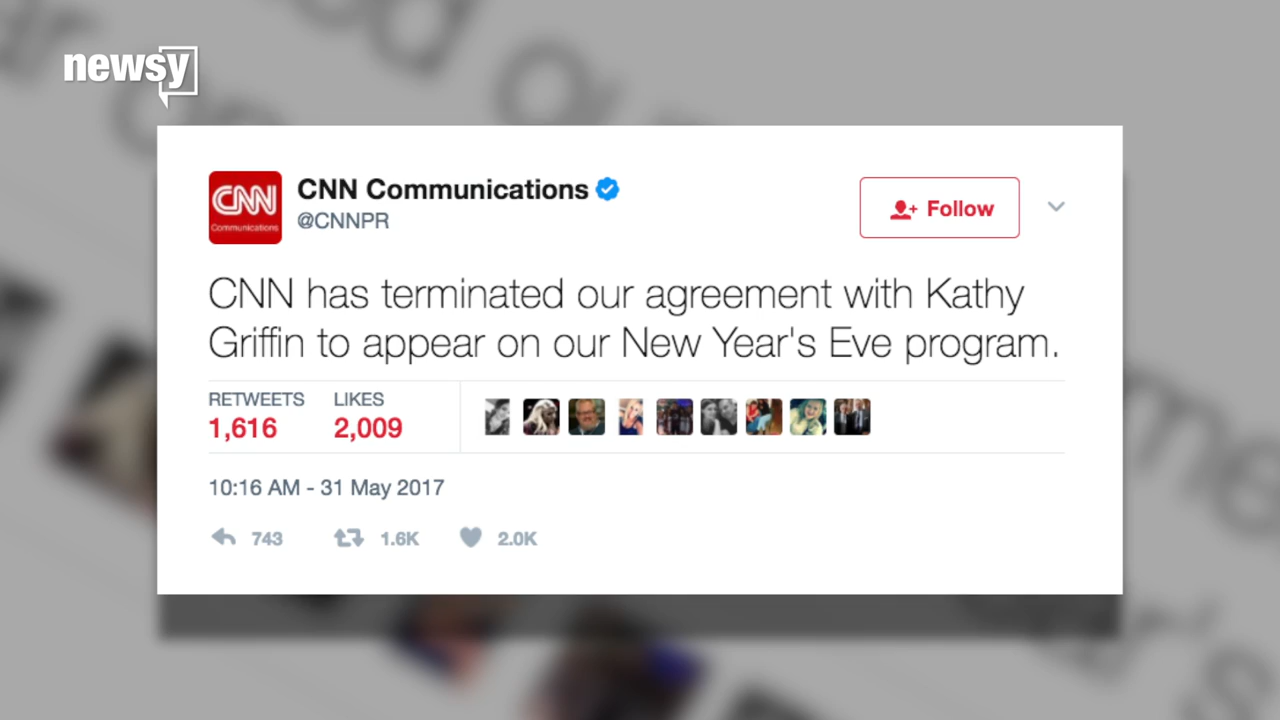 newsy
CNN
Communications
CNN Communications
@CNNPR
Follow
CNN has terminated our agreement with Kathy
Griffin to appear on our New Year's Eve program.
RETWEETS LIKES
1,616 2,009
10:16 AM - 31 May 2017
743 1.6K 2.0K